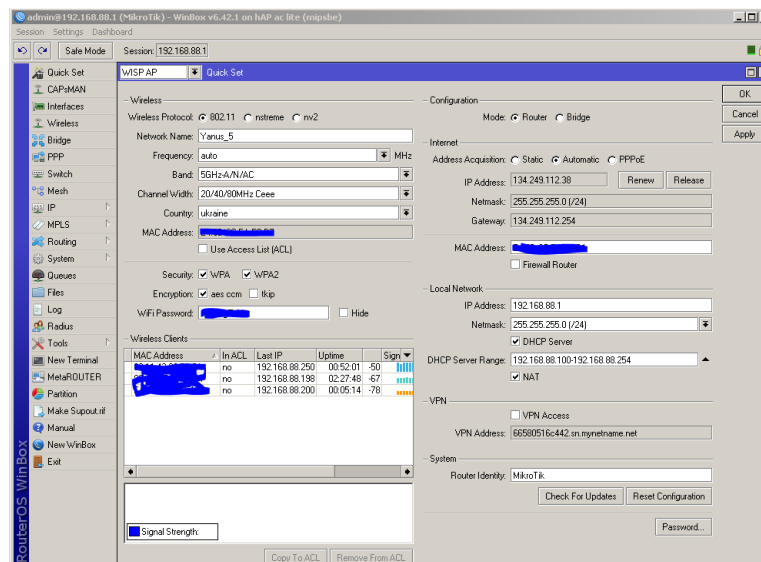 admin@192.168.88.1 (MikroTik) - WinBox v6.42.1 on hAP ac lite (mipsbe)
Session Settings Dashboard
Safe Mode Session: 192.168.88.1
Quick Set
CAPsMAN
Interfaces
Wireless
Bridge
PPP
Switch
Mesh
IP
MPLS
Routing
System
Queues
Files
Log
Radius
Tools
New Terminal
MetaROUTER
Partition
Make Supout.rif
Manual
New WinBox
Exit
RouterOS WinBox
WISP AP Quick Set
Wireless
Wireless Protocol: 802.11 nstreme nv2
Network Name: Yanus_5
Frequency: auto MHz
Band: 5GHz-A/N/AC
Channel Width: 20/40/80MHz Ceee
Country: ukraine
MAC Address:
Use Access List (ACL)
Security: WPA WPA2
Encryption: aes ccm tkip
WiFi Password: Hide
Wireless Clients
MAC Address In ACL Last IP Uptime Sign
no 192.168.88.250 00:52:01 -50
no 192.168.88.198 02:27:48 -67
no 192.168.88.200 00:05:14 -78
Signal Strength:
Copy To ACL Remove From ACL
Configuration
Mode: Router Bridge
Internet
Address Acquisition: Static Automatic PPPoE
IP Address: 134.249.112.38 Renew Release
Netmask: 255.255.255.0 (/24)
Gateway: 134.249.112.254
MAC Address:
Firewall Router
Local Network
IP Address: 192.168.88.1
Netmask: 255.255.255.0 (/24)
DHCP Server
DHCP Server Range: 192.168.88.100-192.168.88.254
NAT
VPN
VPN Access
VPN Address: 66580516c442.sn.mynetname.net
System
Router Identity: MikroTik
Check For Updates Reset Configuration
Password...
OK
Cancel
Apply